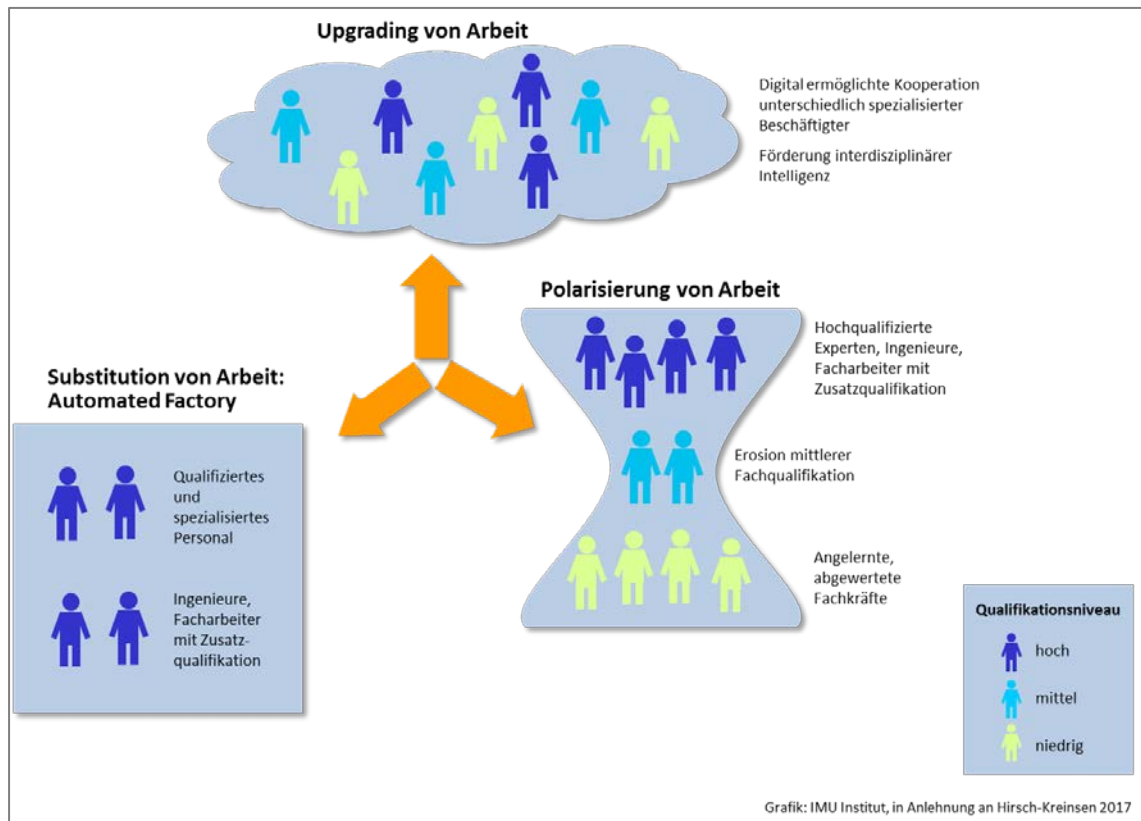 Upgrading von Arbeit
Digital ermöglichte Kooperation
unterschiedlich spezialisierter
Beschäftigter
Förderung interdisziplinärer
Intelligenz
Polarisierung von Arbeit
Hochqualifizierte
Experten, Ingenieure,
Facharbeiter mit
Zusatzqualifikation
Erosion mittlerer
Fachqualifikation
Angelernte,
abgewertete
Fachkräfte
Substitution von Arbeit:
Automated Factory
Qualifiziertes
und
spezialisiertes
Personal
Ingenieure,
Facharbeiter
mit Zusatz-
qualifikation
Qualifikationsniveau
hoch
mittel
niedrig
Grafik: IMU Institut, in Anlehnung an Hirsch-Kreinsen 2017